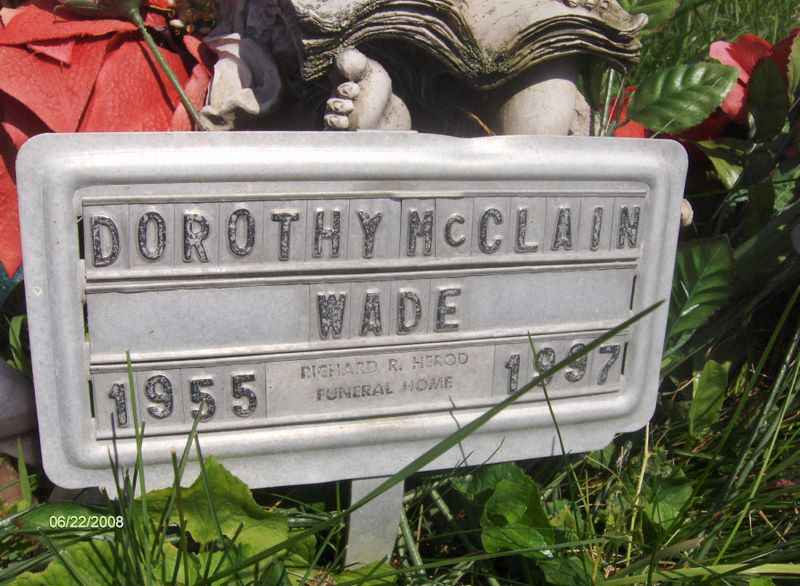 DOROTHY McCLAIN
WADE
1955 RICHARD R. HEROD 1997
FUNERAL HOME
06/22/2008